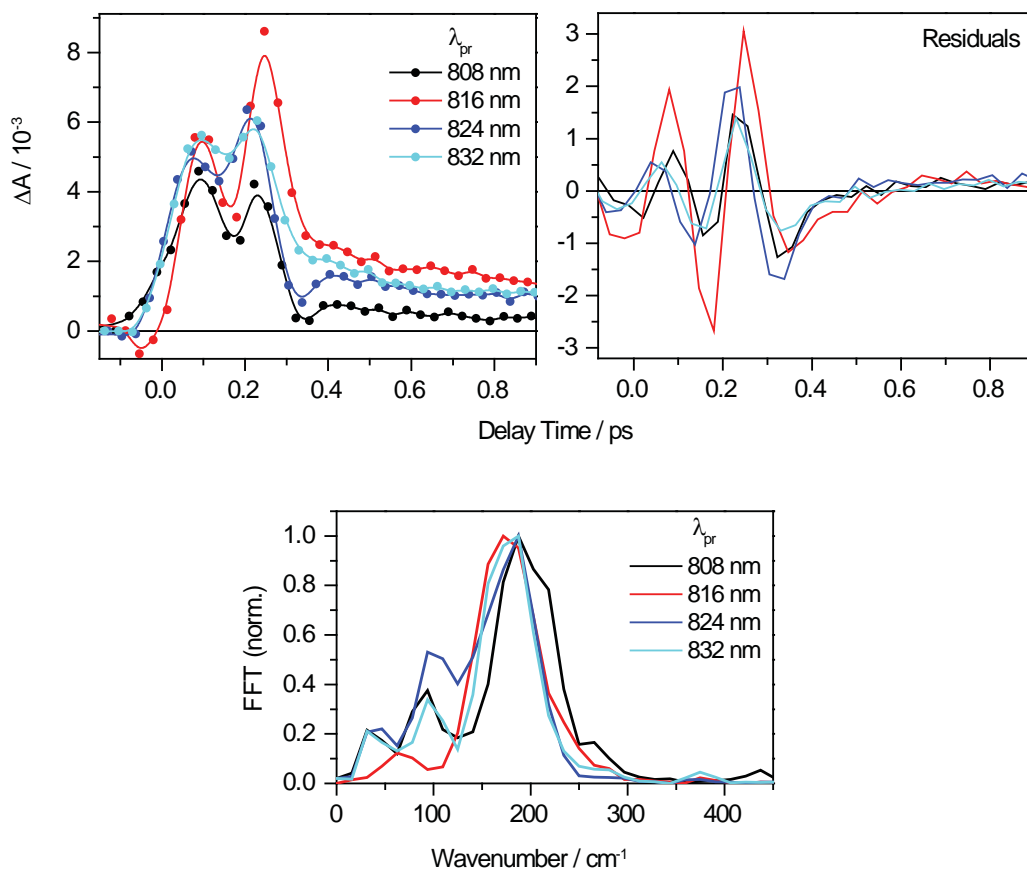 ΔA / 10⁻³
8
6
4
2
0
0.0
0.2
0.4
0.6
0.8
λpr
808 nm
816 nm
824 nm
832 nm
Residuals
3
2
1
0
-1
-2
-3
0.0
0.2
0.4
0.6
0.8
Delay Time / ps
FFT (norm.)
1.0
0.8
0.6
0.4
0.2
0.0
0
100
200
300
400
λpr
808 nm
816 nm
824 nm
832 nm
Wavenumber / cm⁻¹